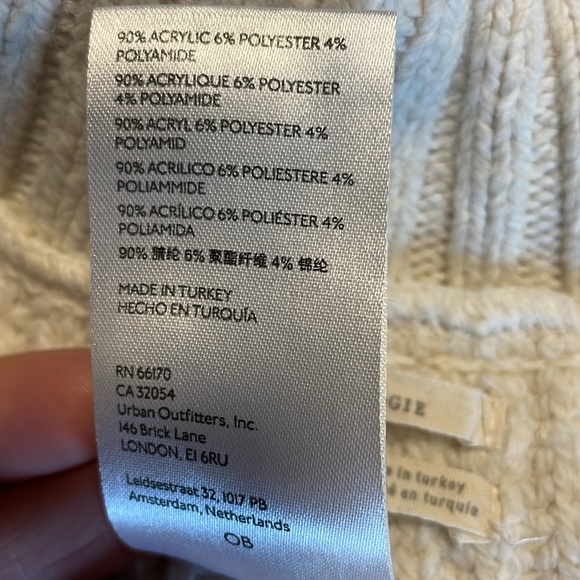 90% ACRYLIC 6% POLYESTER 4%
POLYAMIDE
90% ACRYLIQUE 6% POLYESTER
4% POLYAMIDE
90% ACRYL 6% POLYESTER 4%
POLYAMID
90% ACRILICO 6% POLIESTERE 4%
POLIAMMIDE
90% ACRÍLICO 6% POLIÉSTER 4%
POLIAMIDA
90% 腈纶 6% 聚酯纤维 4% 锦纶
MADE IN TURKEY
HECHO EN TURQUÍA
RN 66170
CA 32054
Urban Outfitters, Inc.
146 Brick Lane
LONDON, E1 6RU
Leidsestraat 32, 1017 PB
Amsterdam, Netherlands
OB
GIE
in turkey
en turquie